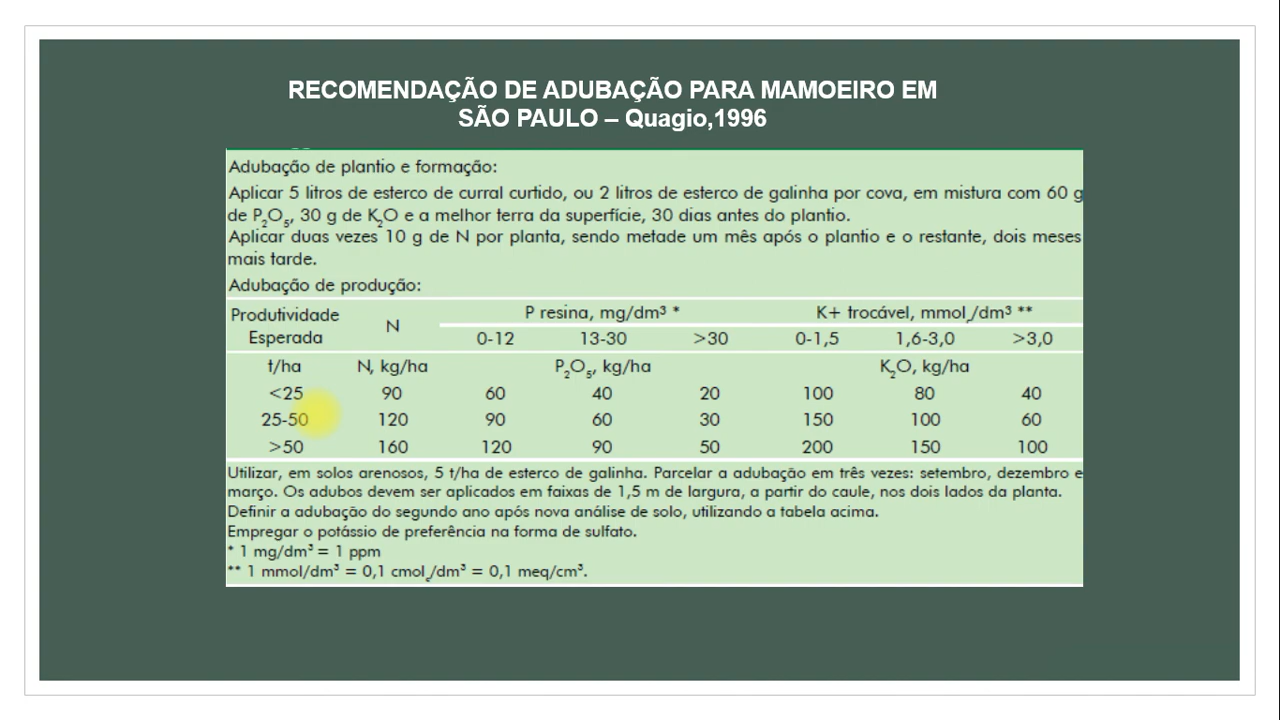 RECOMENDAÇÃO DE ADUBAÇÃO PARA MAMOEIRO EM
SÃO PAULO – Quagio,1996
Adubação de plantio e formação:
Aplicar 5 litros de esterco de curral curtido, ou 2 litros de esterco de galinha por cova, em mistura com 60 g
de P₂O₅, 30 g de K₂O e a melhor terra da superfície, 30 dias antes do plantio.
Aplicar duas vezes 10 g de N por planta, sendo metade um mês após o plantio e o restante, dois meses
mais tarde.
Adubação de produção:
Produtividade Esperada N P resina, mg/dm³ * K+ trocável, mmol꜀/dm³ **
0-12 13-30 >30 0-1,5 1,6-3,0 >3,0
t/ha N, kg/ha P₂O₅, kg/ha K₂O, kg/ha
<25 90 60 40 20 100 80 40
25-50 120 90 60 30 150 100 60
>50 160 120 90 50 200 150 100
Utilizar, em solos arenosos, 5 t/ha de esterco de galinha. Parcelar a adubação em três vezes: setembro, dezembro e
março. Os adubos devem ser aplicados em faixas de 1,5 m de largura, a partir do caule, nos dois lados da planta.
Definir a adubação do segundo ano após nova análise de solo, utilizando a tabela acima.
Empregar o potássio de preferência na forma de sulfato.
* 1 mg/dm³ = 1 ppm
** 1 mmol/dm³ = 0,1 cmol꜀/dm³ = 0,1 meq/cm³.